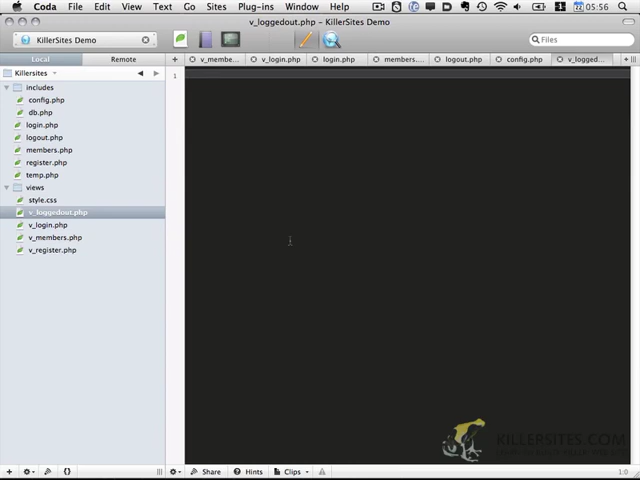 Coda File Edit View Text Go Sites Plug-ins Window Help 05:56
v_loggedout.php – KillerSites Demo
KillerSites Demo
Files
Local Remote
v_membe... v_login.php login.php members.... logout.php config.php v_logged...
Killersites
1
includes
config.php
db.php
login.php
logout.php
members.php
register.php
temp.php
views
style.css
v_loggedout.php
v_login.php
v_members.php
v_register.php
KILLERSITES.COM
Share Hints Clips 1:0